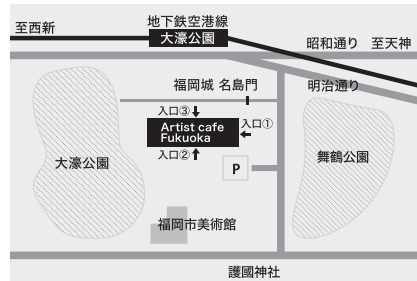 地下鉄空港線
至西新
大濠公園
昭和通り
至天神
福岡城 名島門
明治通り
入口③
入口①
Artist cafe
Fukuoka
入口②
大濠公園
P
舞鶴公園
福岡市美術館
護國神社